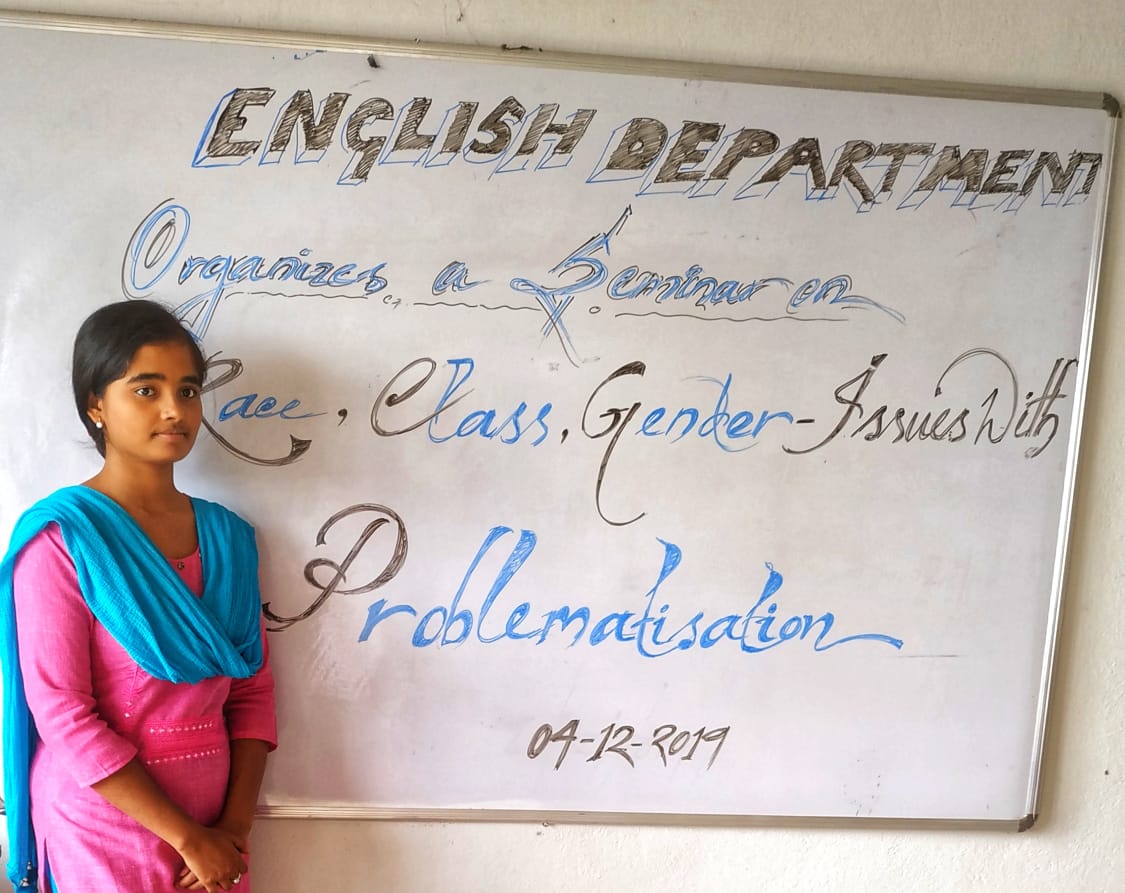 ENGLISH DEPARTMENT
Organizes a Seminar on
Race, Class, Gender-Issues With
Problematisation
04-12-2019